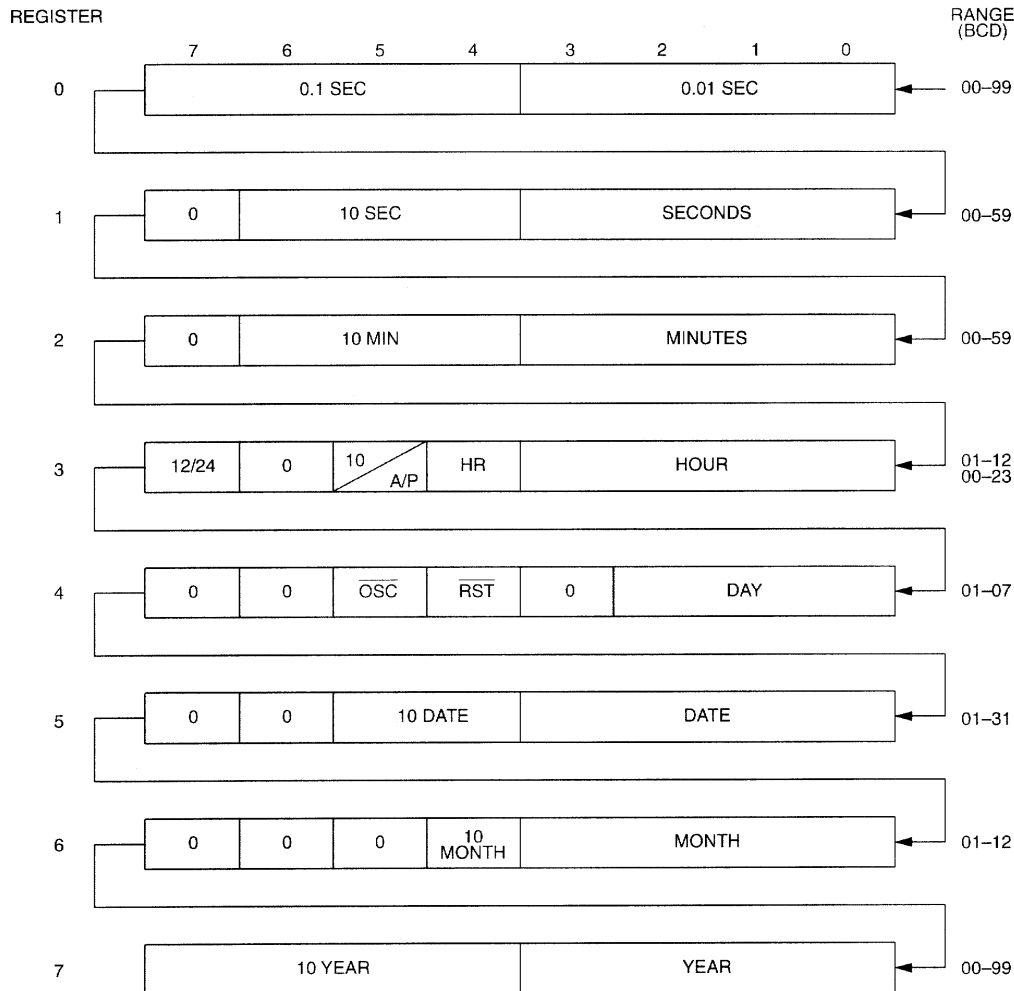 REGISTER
RANGE
(BCD)
7 6 5 4 3 2 1 0
0 0.1 SEC 0.01 SEC 00–99
1 0 10 SEC SECONDS 00–59
2 0 10 MIN MINUTES 00–59
3 12/24 0 10 A/P HR HOUR 01–12
00–23
4 0 0 OSC RST 0 DAY 01–07
5 0 0 10 DATE DATE 01–31
6 0 0 0 10 MONTH MONTH 01–12
7 10 YEAR YEAR 00–99